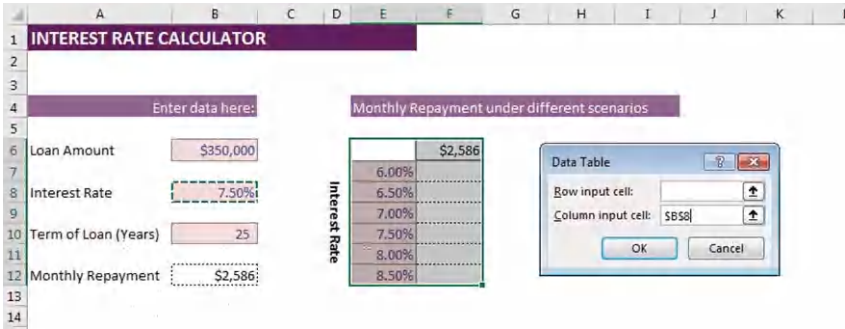 A B C D E F G H I J K
1 INTEREST RATE CALCULATOR
2
3
4 Enter data here: Monthly Repayment under different scenarios
5
6 Loan Amount $350,000 $2,586
7 6.00%
8 Interest Rate 7.50% 6.50%
9 7.00%
10 Term of Loan (Years) 25 7.50%
11 8.00%
12 Monthly Repayment $2,586 8.50%
13
14
Interest Rate
Data Table
Row input cell:
Column input cell: $B$8
OK Cancel